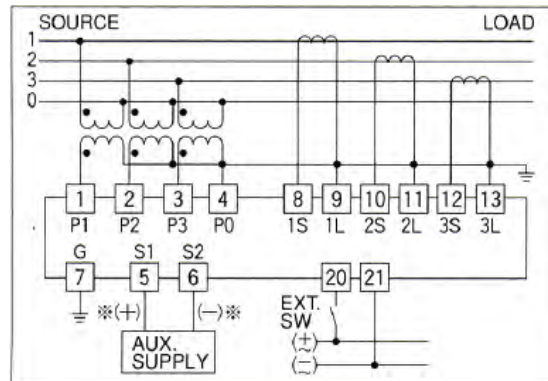 SOURCE LOAD
1
2
3
0
1 2 3 4 8 9 10 11 12 13
P1 P2 P3 P0 1S 1L 2S 2L 3S 3L
G S1 S2
7 5 6 20 21
※(+) (−)※ EXT.
SW
AUX. (+)
SUPPLY (−)